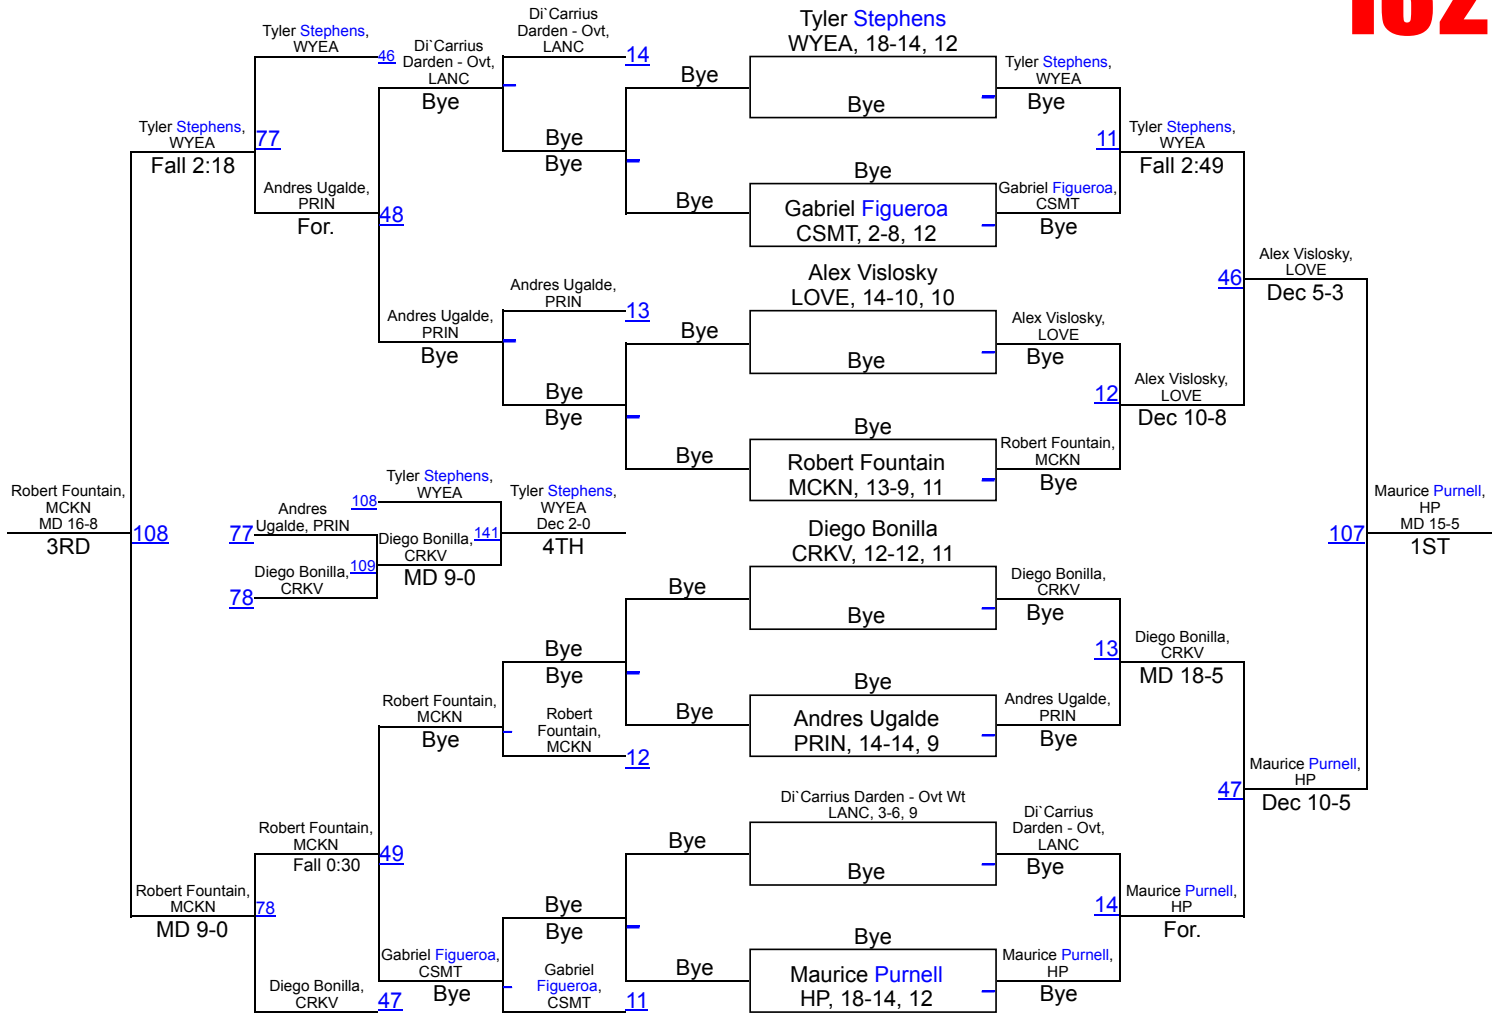 102
Tyler Stephens,
WYEA
46
Di`Carrius
Darden - Ovt,
LANC
Bye
Di`Carrius
Darden - Ovt,
LANC
14
Tyler Stephens
WYEA, 18-14, 12
Bye
Bye
Tyler Stephens,
WYEA
Bye
Tyler Stephens,
WYEA
Fall 2:18
77
Bye
Bye
11
Tyler Stephens,
WYEA
Fall 2:49
Andres Ugalde,
PRIN
For.
48
Bye
Bye
Gabriel Figueroa
CSMT, 2-8, 12
Gabriel Figueroa,
CSMT
Bye
Andres Ugalde,
PRIN
13
Alex Vislosky
LOVE, 14-10, 10
46
Alex Vislosky,
LOVE
Dec 5-3
Andres Ugalde,
PRIN
Bye
Bye
Bye
Alex Vislosky,
LOVE
Bye
Bye
Bye
12
Alex Vislosky,
LOVE
Dec 10-8
Bye
Bye
Robert Fountain
MCKN, 13-9, 11
Robert Fountain,
MCKN
Bye
Robert Fountain,
MCKN
MD 16-8
3RD
108
Tyler Stephens,
WYEA
108
Andres
Ugalde, PRIN
77
Diego Bonilla,
CRKV
MD 9-0
141
Tyler Stephens,
WYEA
Dec 2-0
4TH
Diego Bonilla,
CRKV
78
109
Diego Bonilla
CRKV, 12-12, 11
107
Maurice Purnell,
HP
MD 15-5
1ST
Bye
Bye
Diego Bonilla,
CRKV
Bye
Bye
Bye
13
Diego Bonilla,
CRKV
MD 18-5
Robert Fountain,
MCKN
Bye
Robert
Fountain,
MCKN
12
Bye
Bye
Andres Ugalde
PRIN, 14-14, 9
Andres Ugalde,
PRIN
Bye
47
Maurice Purnell,
HP
Dec 10-5
Robert Fountain,
MCKN
Fall 0:30
49
Bye
Di`Carrius Darden - Ovt Wt
LANC, 3-6, 9
Bye
Di`Carrius
Darden - Ovt,
LANC
Bye
Robert Fountain,
MCKN
MD 9-0
78
Bye
Bye
14
Maurice Purnell,
HP
For.
Diego Bonilla,
CRKV
47
Gabriel Figueroa,
CSMT
Bye
Gabriel
Figueroa,
CSMT
11
Bye
Bye
Maurice Purnell
HP, 18-14, 12
Maurice Purnell,
HP
Bye